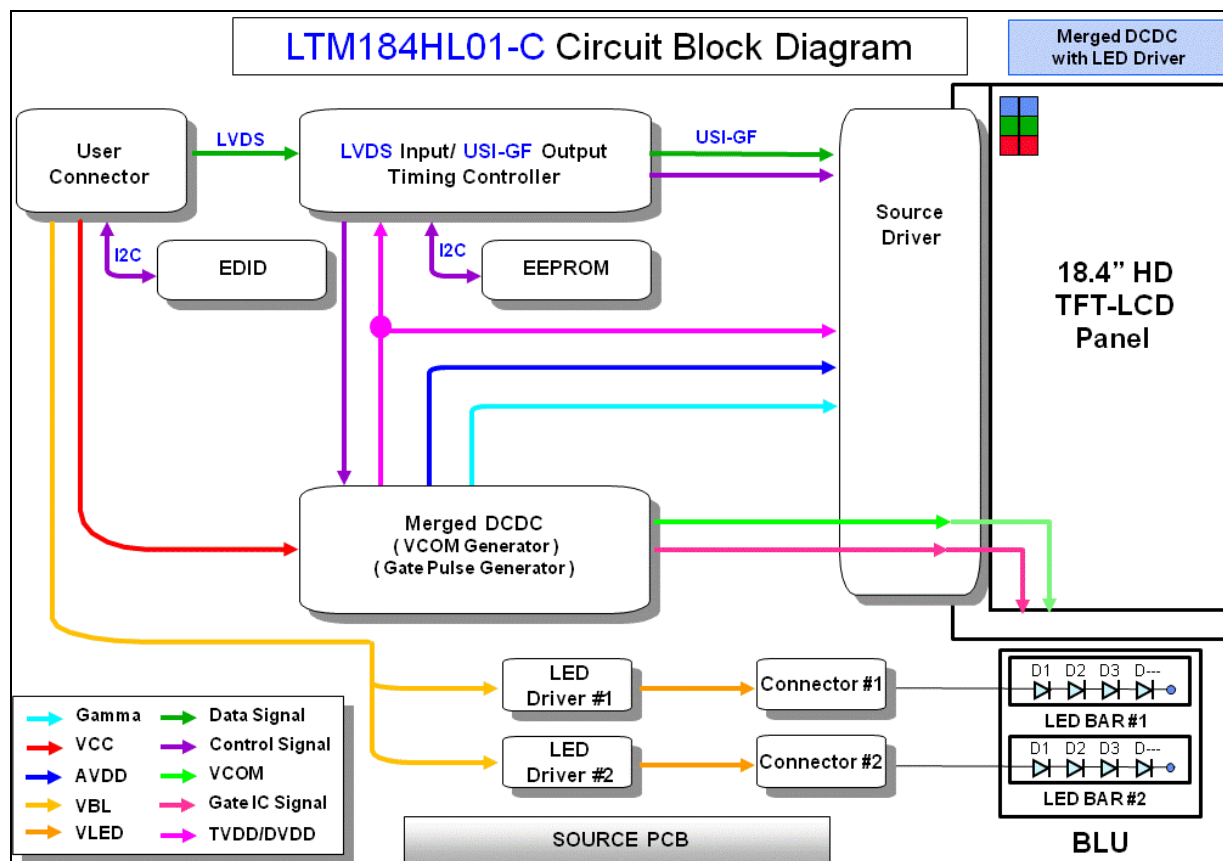 LTM184HL01-C Circuit Block Diagram
Merged DCDC
with LED Driver
User
Connector
LVDS
LVDS Input/ USI-GF Output
Timing Controller
USI-GF
Source
Driver
I2C
EDID
I2C
EEPROM
18.4” HD
TFT-LCD
Panel
Merged DCDC
( VCOM Generator )
( Gate Pulse Generator )
LED
Driver #1
Connector #1
D1 D2 D3 D---
LED BAR #1
LED
Driver #2
Connector #2
D1 D2 D3 D---
LED BAR #2
BLU
Gamma
Data Signal
VCC
Control Signal
AVDD
VCOM
VBL
Gate IC Signal
VLED
TVDD/DVDD
SOURCE PCB